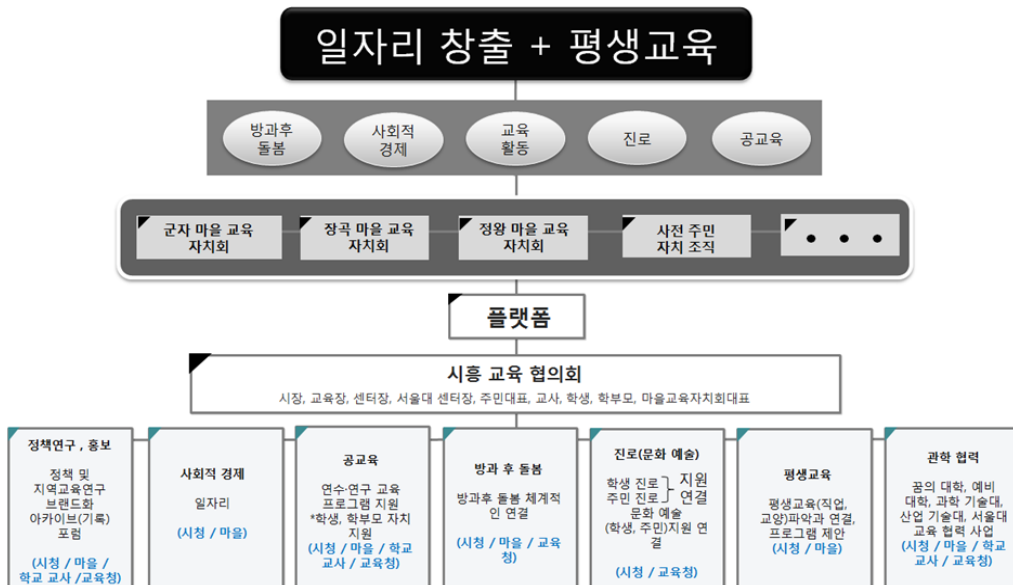 일자리 창출 + 평생교육
방과후
돌봄
사회적
경제
교육
활동
진로
공교육
군자 마을 교육
자치회
장곡 마을 교육
자치회
정왕 마을 교육
자치회
사전 주민
자치 조직
● ● ●
플랫폼
시흥 교육 협의회
시장, 교육장, 센터장, 서울대 센터장, 주민대표, 교사, 학생, 학부모, 마을교육자치회대표
정책연구 , 홍보
정책 및
지역교육연구
브랜드화
아카이브(기록)
포럼
(시청 / 마을 /
학교 교사 /교육청)
사회적 경제
일자리
(시청 / 마을)
공교육
연수·연구 교육
프로그램 지원
*학생, 학부모 자치
지원
(시청 / 마을 / 학교
교사 / 교육청)
방과 후 돌봄
방과후 돌봄 체계적
인 연결
(시청 / 마을 / 교육
청)
진로(문화 예술)
학생 진로
주민 진로
지원
연결
문화 예술
(학생, 주민)지원 연
결
(시청 / 교육청)
평생교육
평생교육(직업,
교양)파악과 연결,
프로그램 제안
(시청 / 마을)
관학 협력
꿈의 대학, 예비
대학, 과학 기술대,
산업 기술대, 서울대
교육 협력 사업
(시청 / 마을 / 학교
교사 / 교육청)